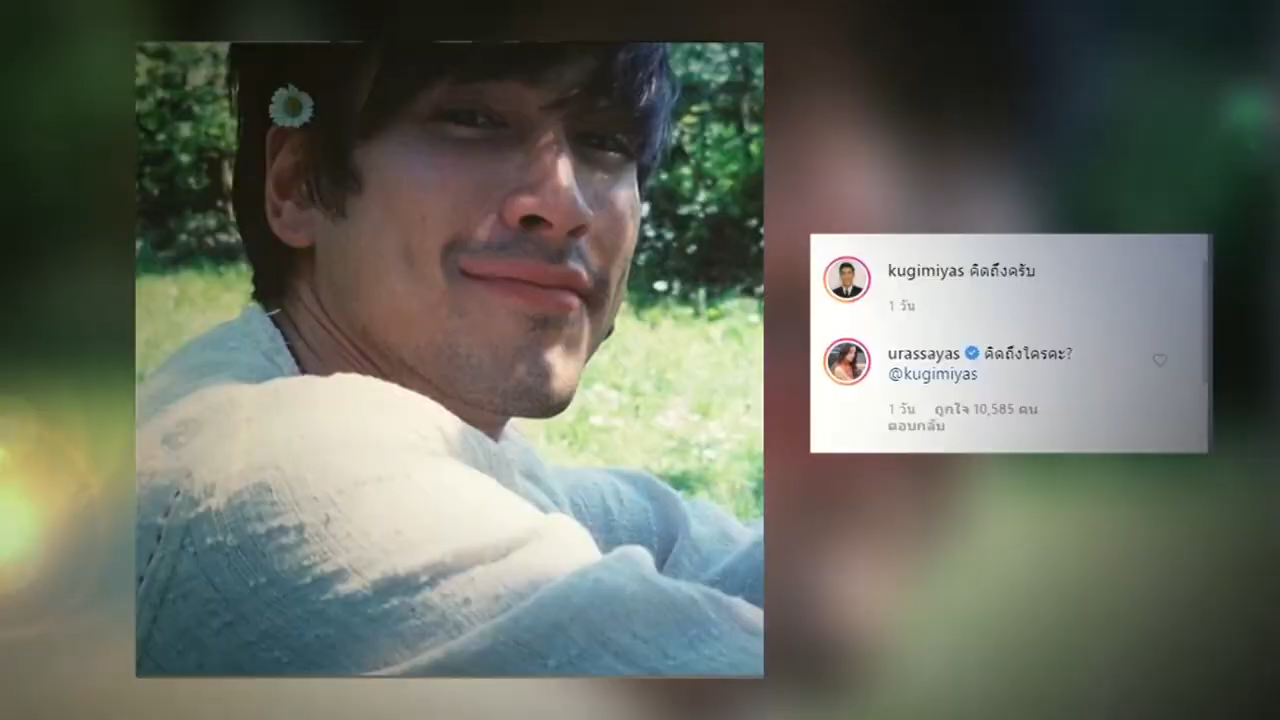 kugimiyas คิดถึงครับ
1 วัน
urassayas คิดถึงใครคะ?
@kugimiyas
1 วัน ถูกใจ 10,585 คน
ตอบกลับ